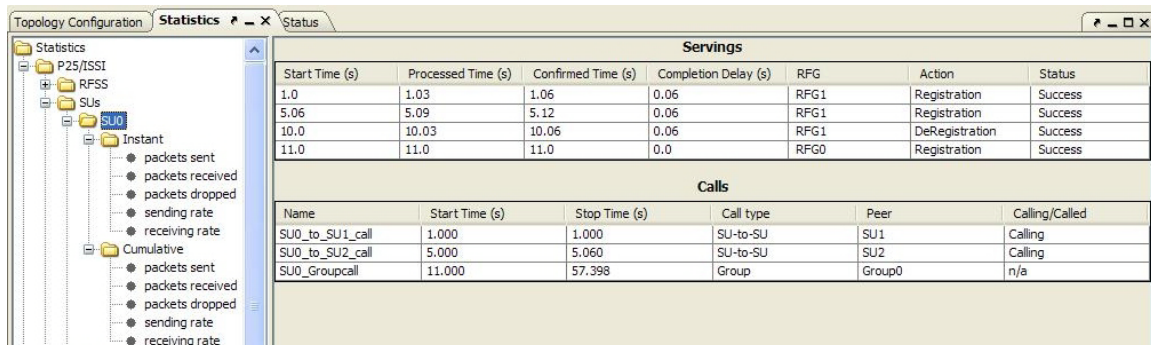 Topology Configuration Statistics Status
Statistics
P25/ISSI
RFSS
SUs
SU0
Instant
packets sent
packets received
packets dropped
sending rate
receiving rate
Cumulative
packets sent
packets received
packets dropped
sending rate
receiving rate
Servings
Start Time (s) Processed Time (s) Confirmed Time (s) Completion Delay (s) RFG Action Status
1.0 1.03 1.06 0.06 RFG1 Registration Success
5.06 5.09 5.12 0.06 RFG1 Registration Success
10.0 10.03 10.06 0.06 RFG1 DeRegistration Success
11.0 11.0 11.0 0.0 RFG0 Registration Success
Calls
Name Start Time (s) Stop Time (s) Call type Peer Calling/Called
SU0_to_SU1_call 1.000 1.000 SU-to-SU SU1 Calling
SU0_to_SU2_call 5.000 5.060 SU-to-SU SU2 Calling
SU0_Groupcall 11.000 57.398 Group Group0 n/a